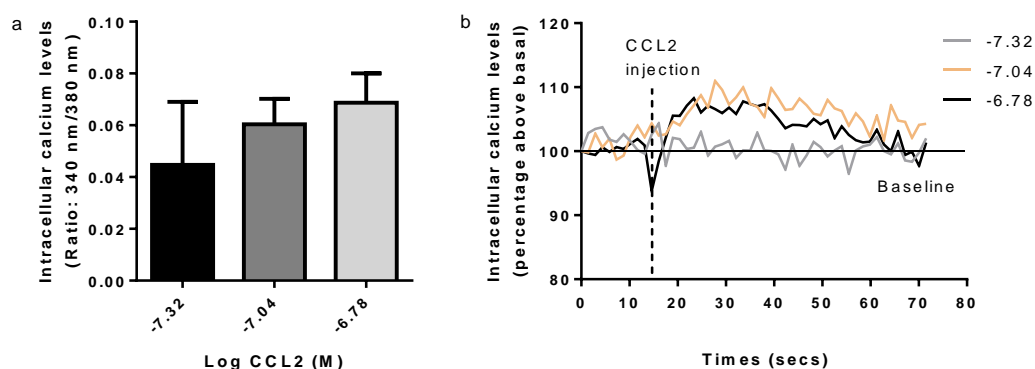 a
Intracellular calcium levels
(Ratio: 340 nm/380 nm)
0.10
0.08
0.06
0.04
0.02
0.00
-7.32
-7.04
-6.78
Log CCL2 (M)
b
Intracellular calcium levels
(percentage above basal)
120
110
100
90
80
CCL2
injection
Baseline
0
10
20
30
40
50
60
70
80
Times (secs)
-7.32
-7.04
-6.78